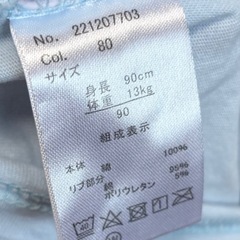 No. 221207703
Col. 80
サイズ
身長 90cm
体重 13kg
90
組成表示
本体 綿 100%
リブ部分 綿 95%
ポリウレタン 5%